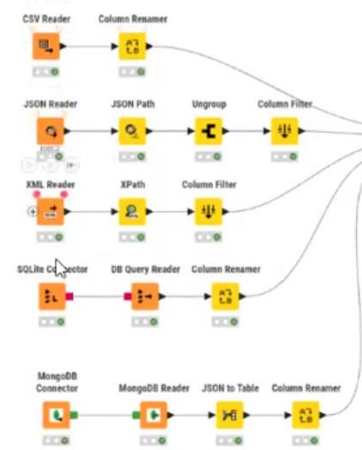 CSV Reader Column Renamer
JSON Reader JSON Path Ungroup Column Filter
XML Reader XPath Column Filter
SQLite Connector DB Query Reader Column Renamer
MongoDB
Connector MongoDB Reader JSON to Table Column Renamer